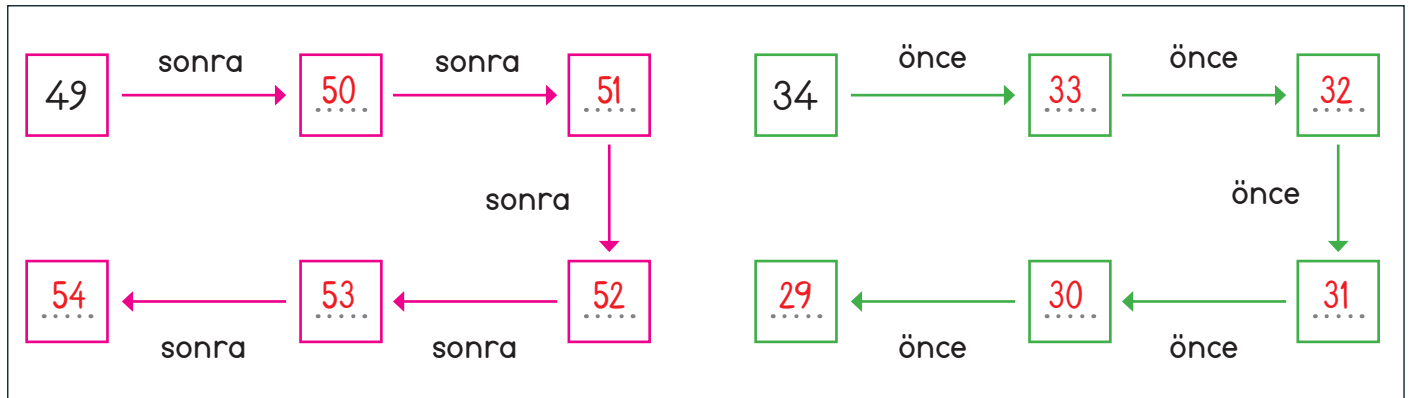 sonra sonra önce önce
49 50 51 34 33 32
sonra önce
54 53 52 29 30 31
sonra sonra önce önce